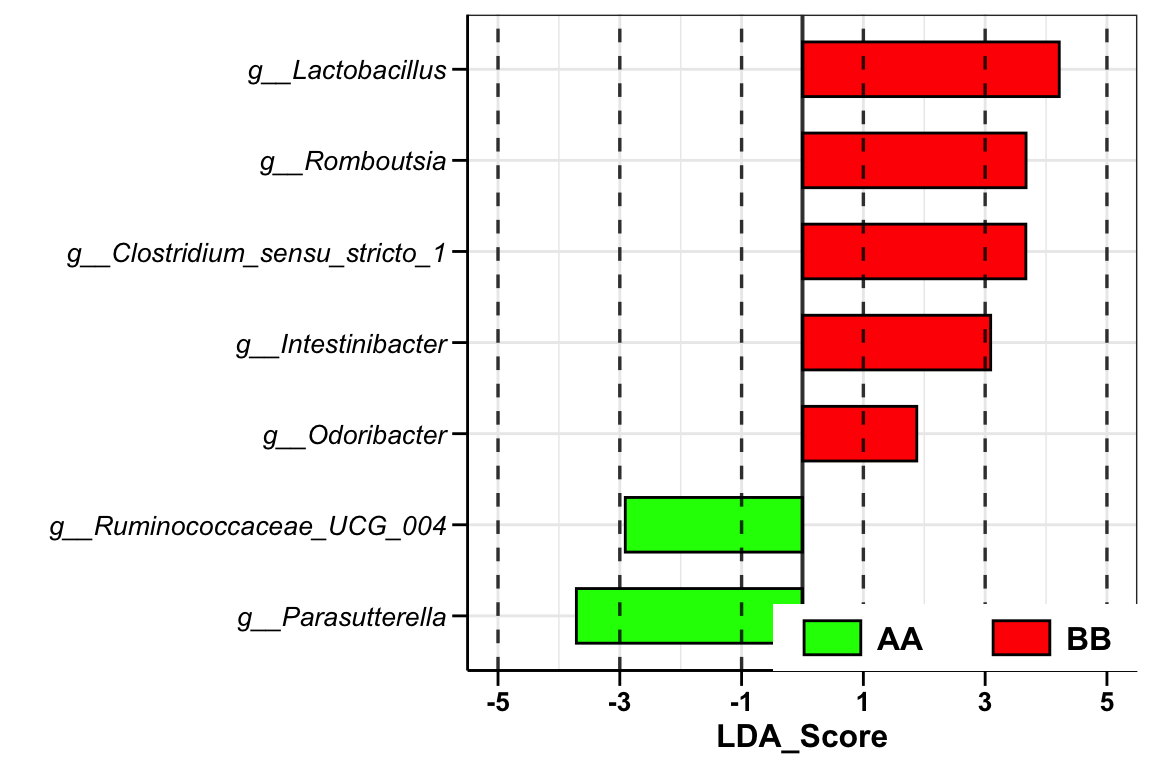 g__Lactobacillus
g__Romboutsia
g__Clostridium_sensu_stricto_1
g__Intestinibacter
g__Odoribacter
g__Ruminococcaceae_UCG_004
g__Parasutterella
AA BB
-5 -3 -1 1 3 5
LDA_Score